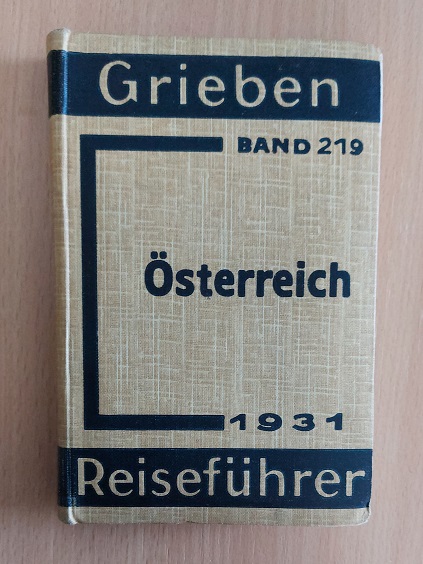 Grieben
BAND 219
Österreich
1931
Reiseführer